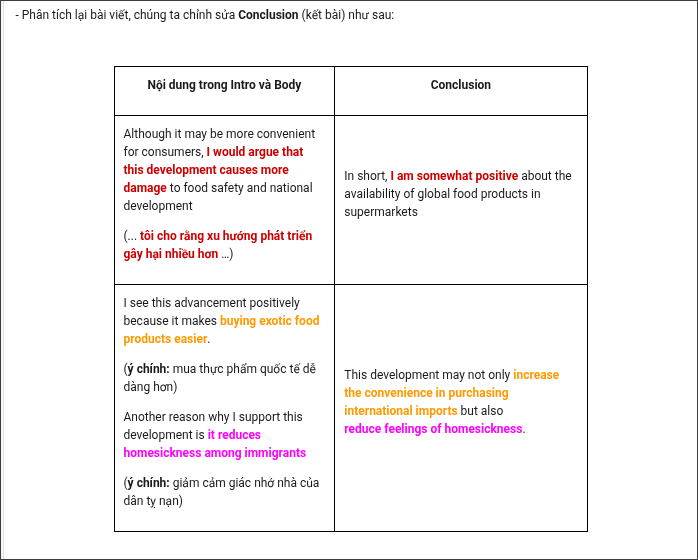 - Phân tích lại bài viết, chúng ta chỉnh sửa Conclusion (kết bài) như sau:
Nội dung trong Intro và Body
Conclusion
Although it may be more convenient
for consumers, I would argue that
this development causes more
damage to food safety and national
development
(... tôi cho rằng xu hướng phát triển
gây hại nhiều hơn ...)
In short, I am somewhat positive about the
availability of global food products in
supermarkets
I see this advancement positively
because it makes buying exotic food
products easier.
(ý chính: mua thực phẩm quốc tế dễ
dàng hơn)
Another reason why I support this
development is it reduces
homesickness among immigrants
(ý chính: giảm cảm giác nhớ nhà của
dân tỵ nạn)
This development may not only increase
the convenience in purchasing
international imports but also
reduce feelings of homesickness.